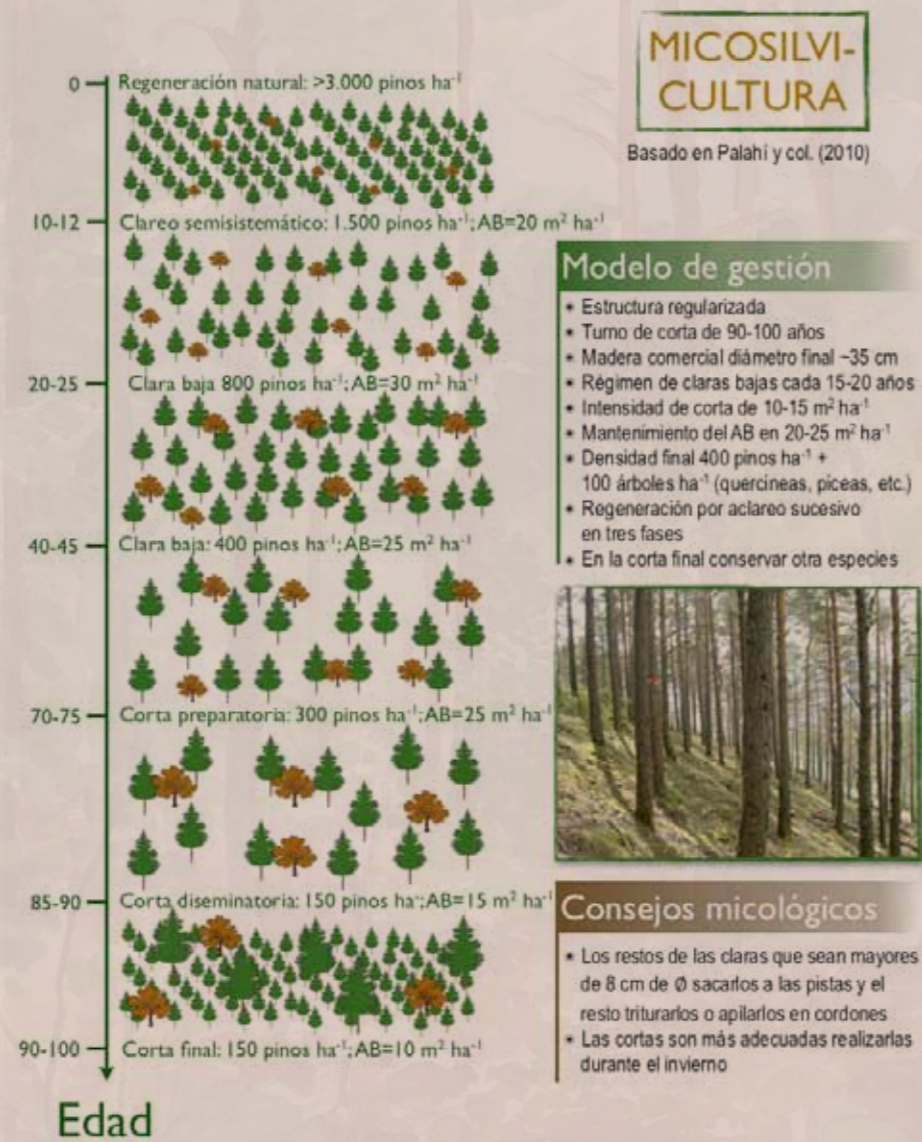 MICOSILVI-
CULTURA
Basado en Palahí y col. (2010)
0
Regeneración natural: >3.000 pinos ha⁻¹
10-12
Clareo semisistemático: 1.500 pinos ha⁻¹; AB=20 m² ha⁻¹
20-25
Clara baja 800 pinos ha⁻¹; AB=30 m² ha⁻¹
40-45
Clara baja: 400 pinos ha⁻¹; AB=25 m² ha⁻¹
70-75
Corta preparatoria: 300 pinos ha⁻¹; AB=25 m² ha⁻¹
85-90
Corta diseminatoria: 150 pinos ha⁻; AB=15 m² ha⁻¹
90-100
Corta final: 150 pinos ha⁻¹; AB=10 m² ha⁻¹
Edad
Modelo de gestión
* Estructura regularizada
* Turno de corta de 90-100 años
* Madera comercial diámetro final ~35 cm
* Régimen de claras bajas cada 15-20 años
* Intensidad de corta de 10-15 m² ha⁻¹
* Mantenimiento del AB en 20-25 m² ha⁻¹
* Densidad final 400 pinos ha⁻¹ +
100 árboles ha⁻¹ (quercineas, piceas, etc.)
* Regeneración por aclareo sucesivo
en tres fases
* En la corta final conservar otra especies
Consejos micológicos
* Los restos de las claras que sean mayores
de 8 cm de Ø sacarlos a las pistas y el
resto triturarlos o apilarlos en cordones
* Las cortas son más adecuadas realizarlas
durante el invierno